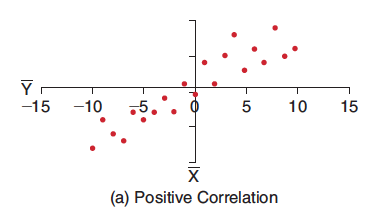 Y̅
−15 −10 −5 0 5 10 15
X̅
(a) Positive Correlation